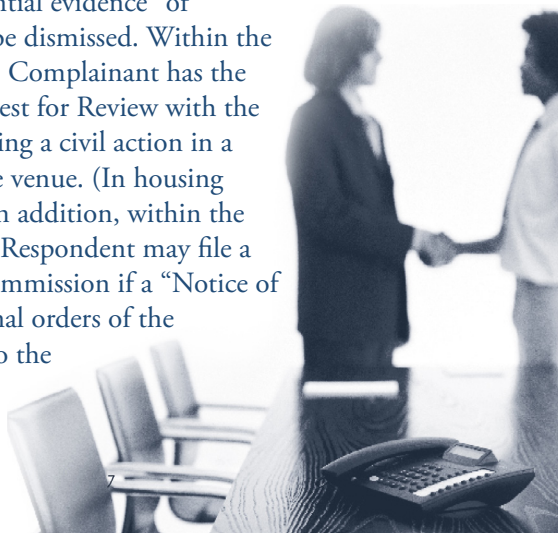 ntial evidence" of
be dismissed. Within the
Complainant has the
est for Review with the
ing a civil action in a
e venue. (In housing
n addition, within the
Respondent may file a
mmission if a “Notice of
nal orders of the
o the
7